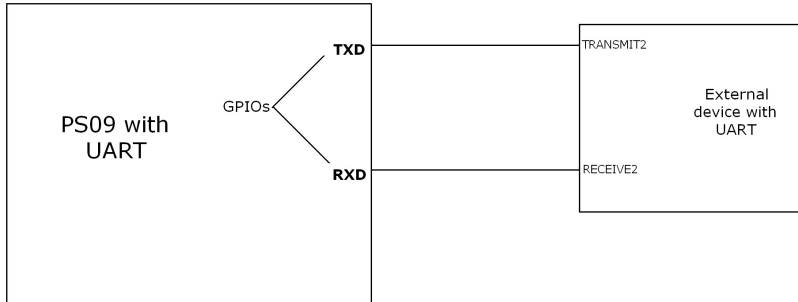 TXD
TRANSMIT2
GPIOs
PS09 with
UART
External
device with
UART
RXD
RECEIVE2